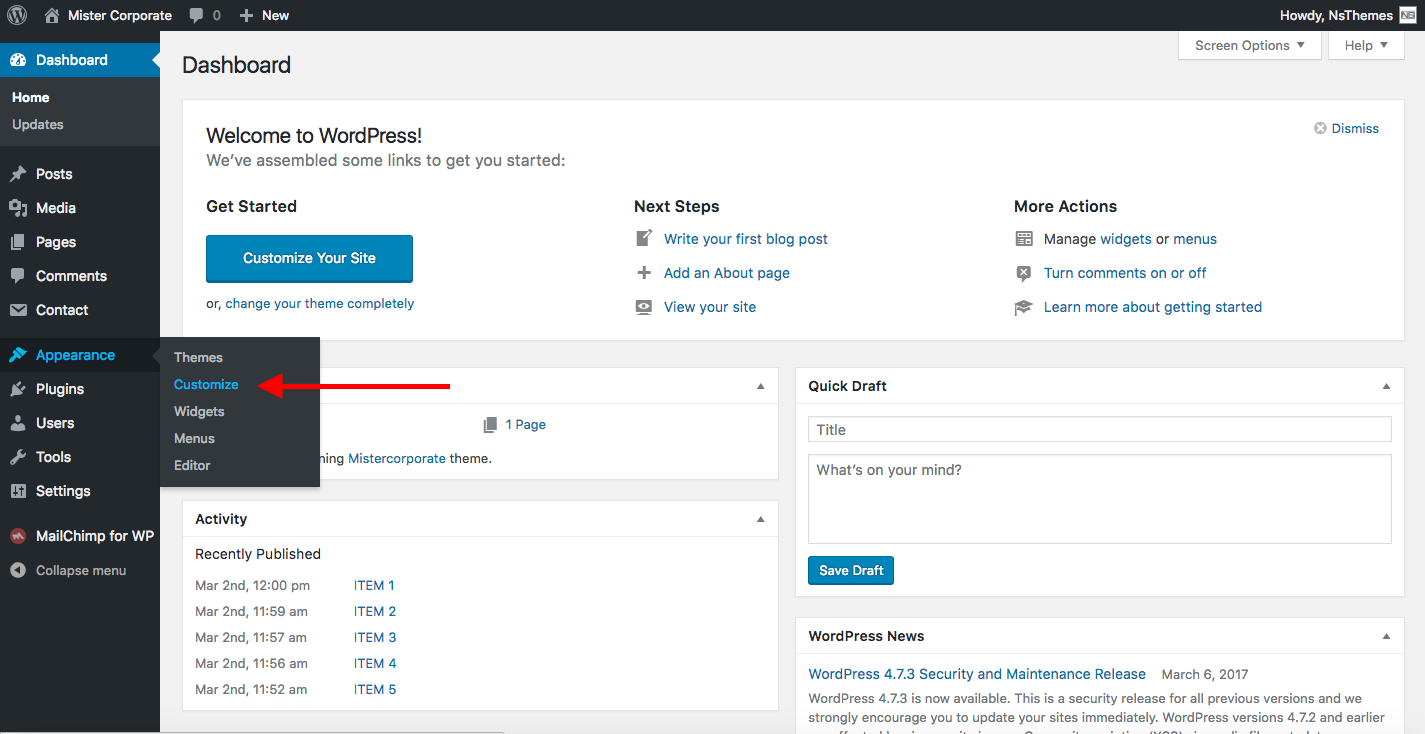 Mister Corporate
0
New
Howdy, NsThemes
Dashboard
Home
Updates
Posts
Media
Pages
Comments
Contact
Appearance
Plugins
Users
Tools
Settings
MailChimp for WP
Collapse menu
Themes
Customize
Widgets
Menus
Editor
Screen Options
Help
Dashboard
Welcome to WordPress!
We've assembled some links to get you started:
Dismiss
Get Started
Customize Your Site
or, change your theme completely
Next Steps
Write your first blog post
Add an About page
View your site
More Actions
Manage widgets or menus
Turn comments on or off
Learn more about getting started
1 Page
Mistercorporate theme.
Activity
Recently Published
Mar 2nd, 12:00 pm ITEM 1
Mar 2nd, 11:59 am ITEM 2
Mar 2nd, 11:57 am ITEM 3
Mar 2nd, 11:56 am ITEM 4
Mar 2nd, 11:52 am ITEM 5
Quick Draft
Title
What's on your mind?
Save Draft
WordPress News
WordPress 4.7.3 Security and Maintenance Release March 6, 2017
WordPress 4.7.3 is now available. This is a security release for all previous versions and we
strongly encourage you to update your sites immediately. WordPress versions 4.7.2 and earlier